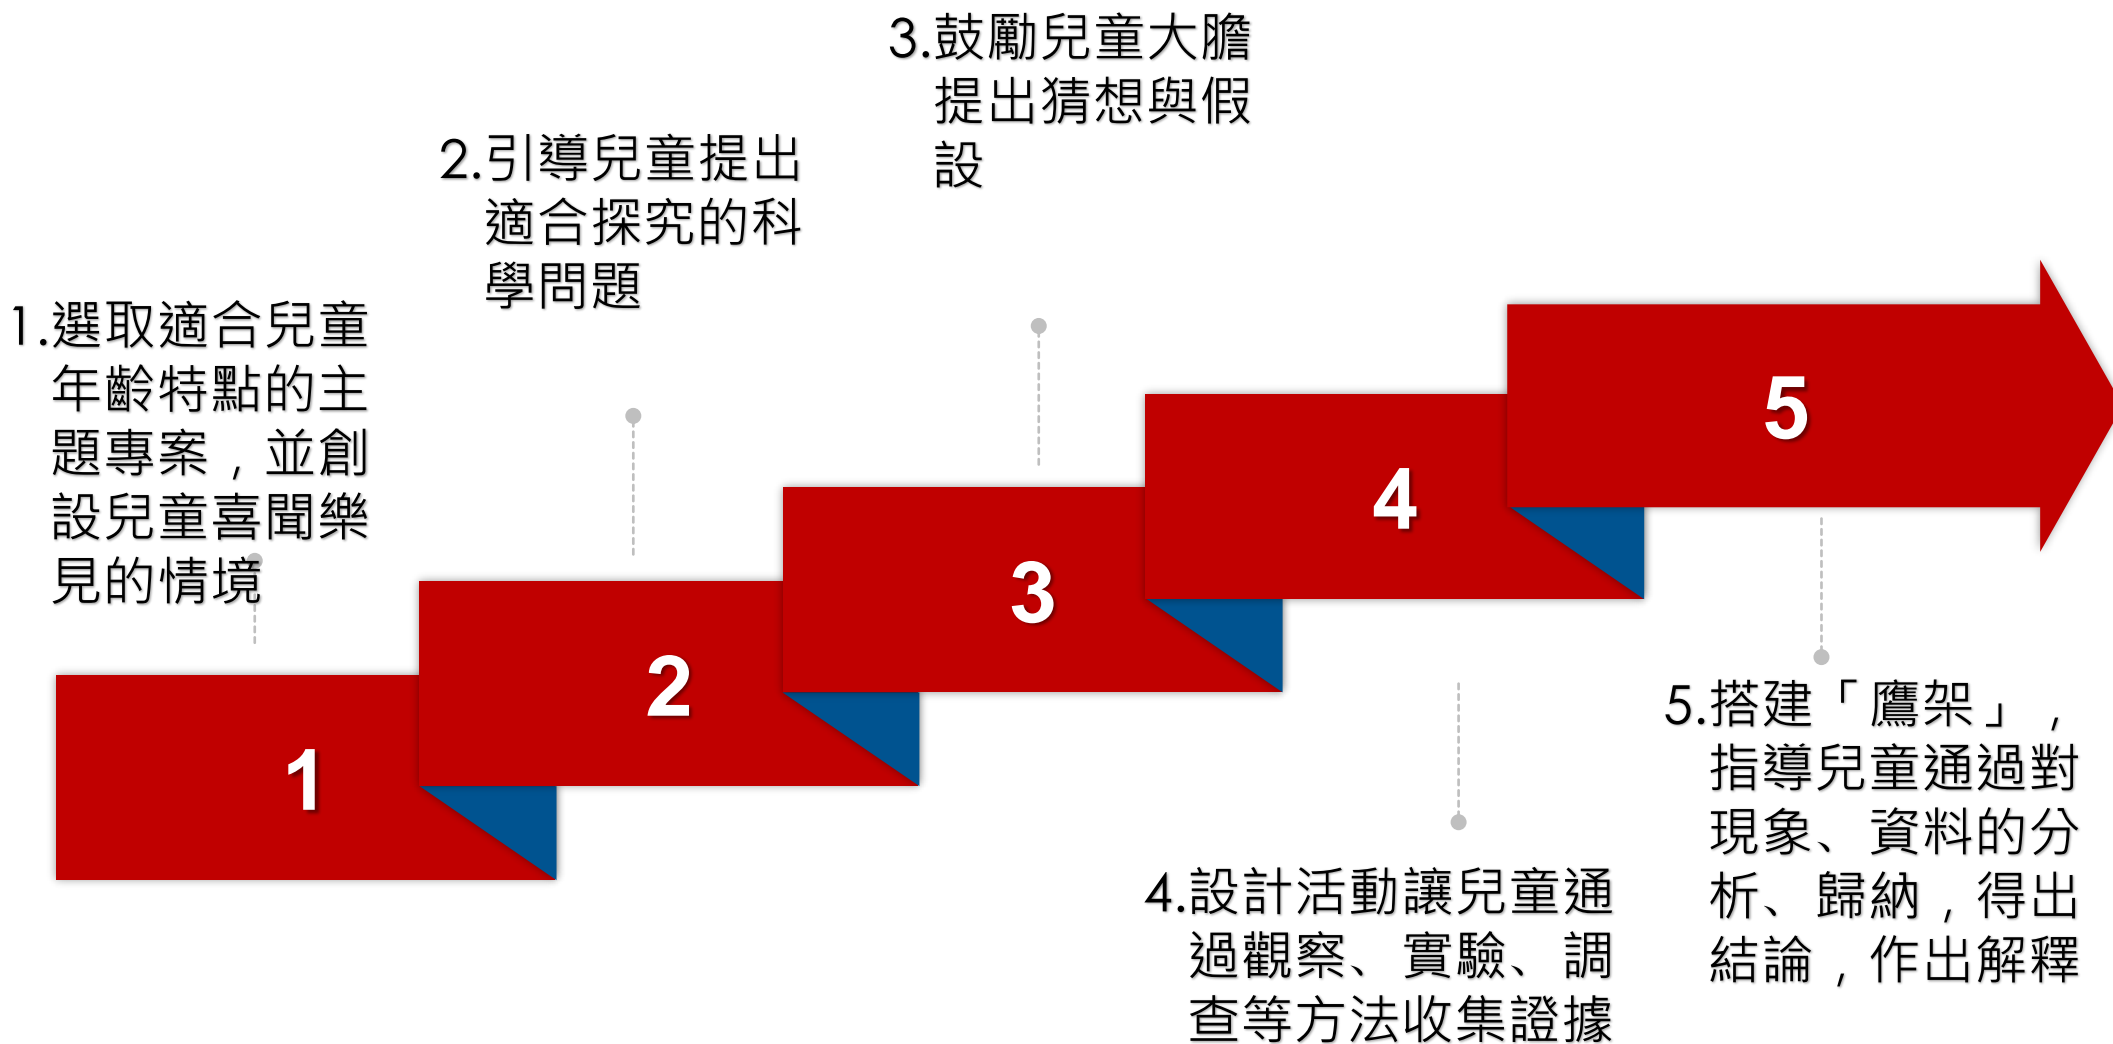 1.選取適合兒童
年齡特點的主
題專案，並創
設兒童喜聞樂
見的情境
2.引導兒童提出
適合探究的科
學問題
3.鼓勵兒童大膽
提出猜想與假
設
4.設計活動讓兒童通
過觀察、實驗、調
查等方法收集證據
5.搭建「鷹架」，
指導兒童通過對
現象、資料的分
析、歸納，得出
結論，作出解釋
1
2
3
4
5